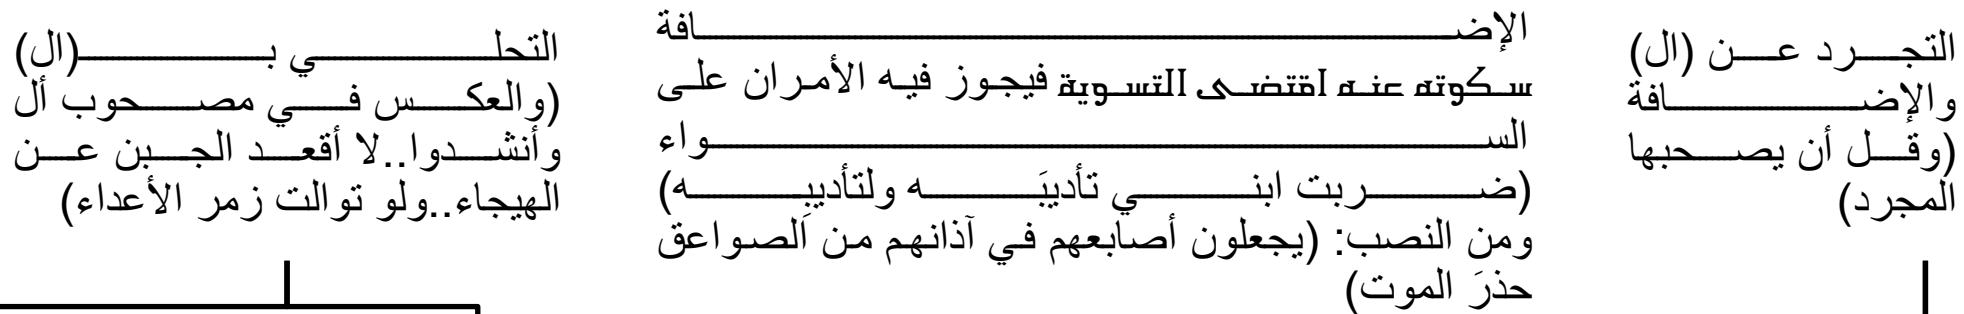 التجرد عن (ال)
والإضافة
(وقل أن يصحبها
المجرد)
الإضافة
سكوته عنه اقتضى التسوية فيجوز فيه الأمران على
السواء
(ضربت ابني تأديبَه ولتأديبِه)
ومن النصب: (يجعلون أصابعهم في آذانهم من الصواعق
حذرَ الموت)
التحلي بـ(ال)
(والعكس في مصحوب أل
وأنشدوا..لا أقعد الجبن عن
الهيجاء..ولو توالت زمر الأعداء)